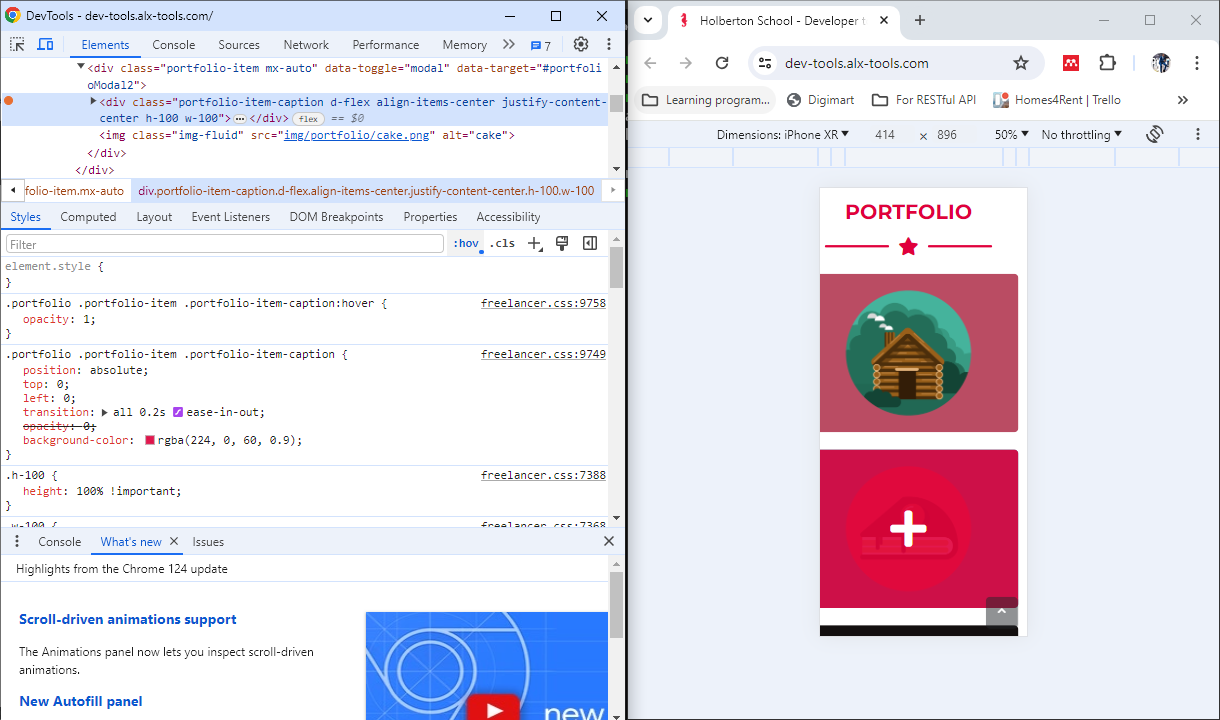 DevTools - dev-tools.alx-tools.com/
Elements Console Sources Network Performance Memory 7
<div class="portfolio-item mx-auto" data-toggle="modal" data-target="#portfoli
oModal2">
<div class="portfolio-item-caption d-flex align-items-center justify-content-
center h-100 w-100"> … </div> flex == $0
<img class="img-fluid" src="img/portfolio/cake.png" alt="cake">
</div>
</div>
folio-item.mx-auto div.portfolio-item-caption.d-flex.align-items-center.justify-content-center.h-100.w-100
Styles Computed Layout Event Listeners DOM Breakpoints Properties Accessibility
Filter :hov .cls
element.style {
}
.portfolio .portfolio-item .portfolio-item-caption:hover { freelancer.css:9758
opacity: 1;
}
.portfolio .portfolio-item .portfolio-item-caption { freelancer.css:9749
position: absolute;
top: 0;
left: 0;
transition: all 0.2s ease-in-out;
opacity: 0;
background-color: rgba(224, 0, 60, 0.9);
}
.h-100 { freelancer.css:7388
height: 100% !important;
}
.w-100 { freelancer.css:7368
Console What's new Issues
Highlights from the Chrome 124 update
Scroll-driven animations support
The Animations panel now lets you inspect scroll-driven
animations.
New Autofill panel
new
Holberton School - Developer t
dev-tools.alx-tools.com
Learning program... Digimart For RESTful API Homes4Rent | Trello
Dimensions: iPhone XR 414 × 896 50% No throttling
PORTFOLIO